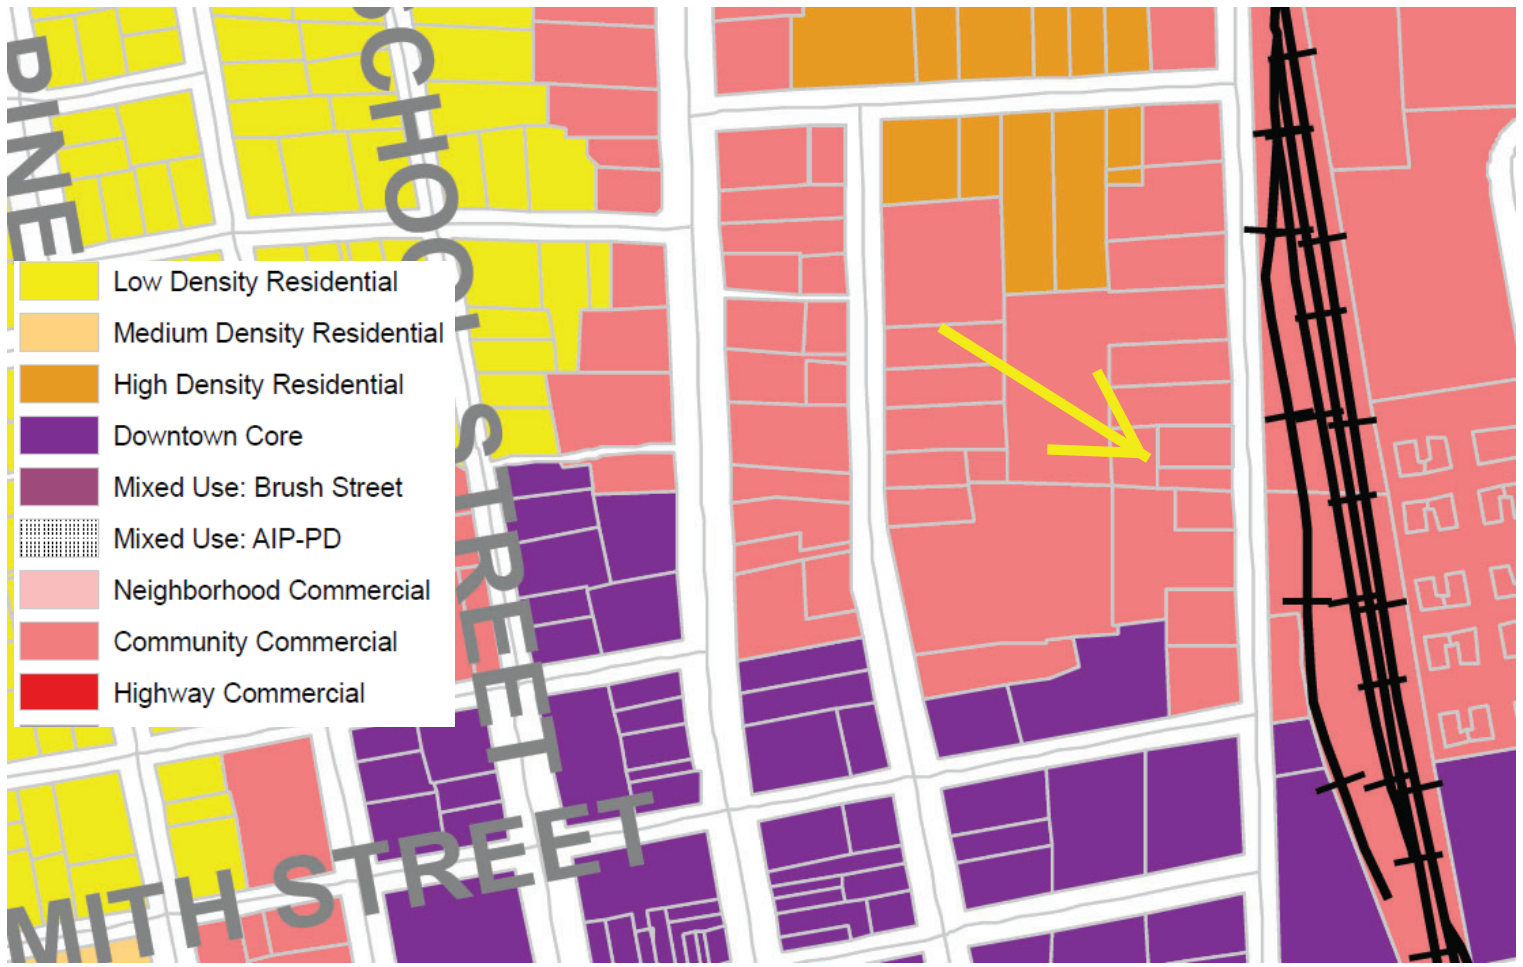 PINE
SCHOOL STREET
Low Density Residential
Medium Density Residential
High Density Residential
Downtown Core
Mixed Use: Brush Street
Mixed Use: AIP-PD
Neighborhood Commercial
Community Commercial
Highway Commercial
MITH STREET